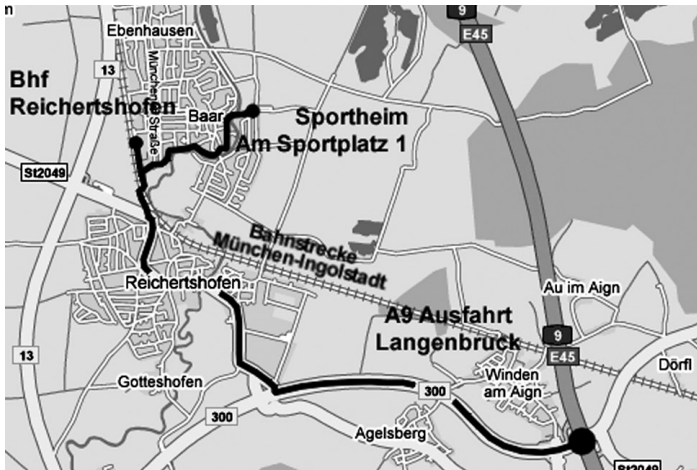 m
Ebenhausen
9
E45
13
Bhf
Reichertshofen
Münchener Straße
Baar
Sportheim
Am Sportplatz 1
St2049
Bahnstrecke
München-Ingolstadt
Reichertshofen
Au im Aign
A9 Ausfahrt
Langenbruck
9
E45
13
Dörfl
Winden
am Aign
Gotteshofen
300
300
Agelsberg
St2049